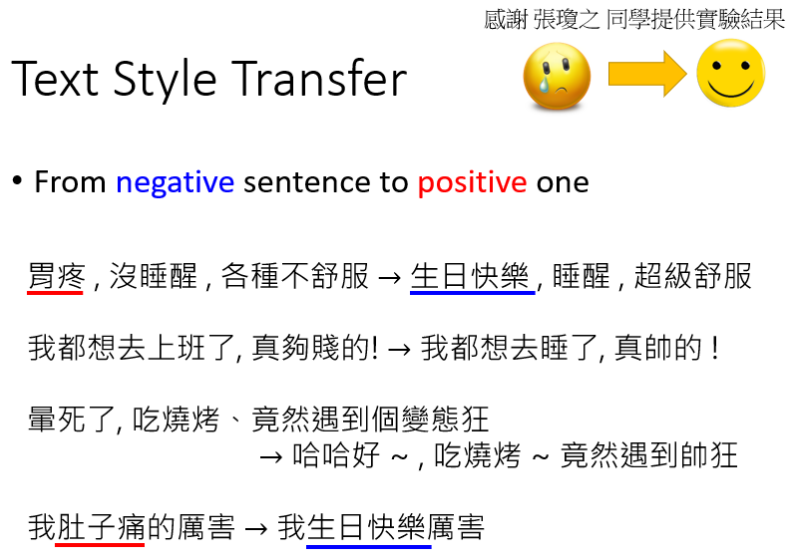 感謝 張瓊之 同學提供實驗結果
Text Style Transfer
• From negative sentence to positive one
胃疼 , 沒睡醒 , 各種不舒服 → 生日快樂 , 睡醒 , 超級舒服
我都想去上班了, 真夠賤的! → 我都想去睡了, 真帥的 !
暈死了, 吃燒烤、竟然遇到個變態狂
→ 哈哈好 ~ , 吃燒烤 ~ 竟然遇到帥狂
我肚子痛的厲害 → 我生日快樂厲害